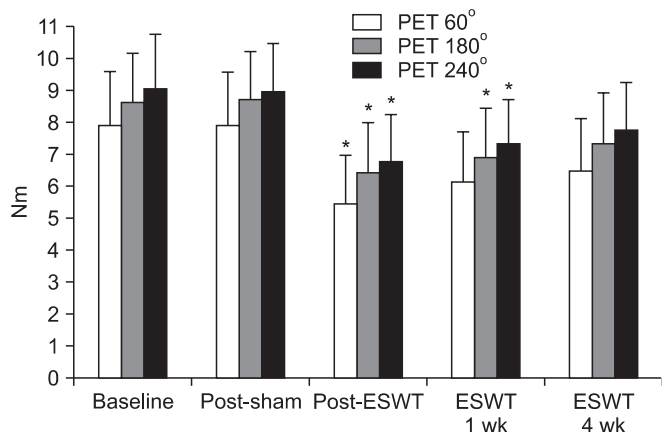 11
10
9
8
7
6
5
4
3
2
1
0
Nm
PET 60°
PET 180°
PET 240°
* * *
* *
Baseline Post-sham Post-ESWT ESWT 1 wk ESWT 4 wk